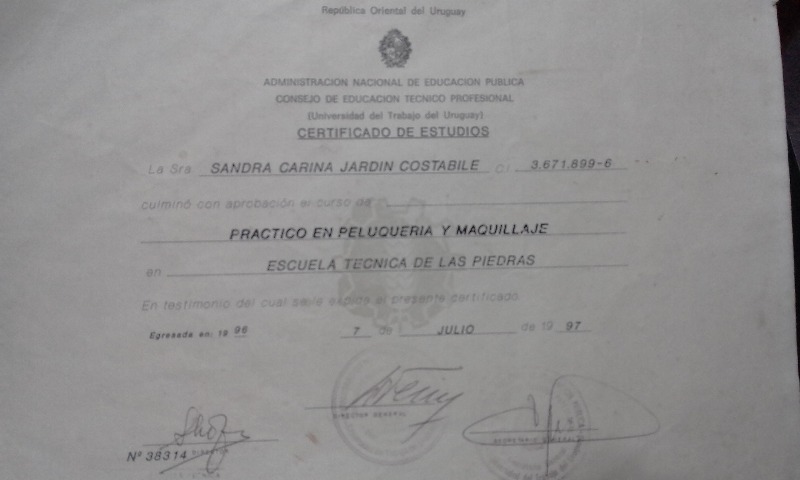 República Oriental del Uruguay
ADMINISTRACION NACIONAL DE EDUCACION PUBLICA
CONSEJO DE EDUCACION TECNICO PROFESIONAL
(Universidad del Trabajo del Uruguay)
CERTIFICADO DE ESTUDIOS
La Sra SANDRA CARINA JARDIN COSTABILE C.I. 3.671.899-6
culminó con aprobación el curso de
PRACTICO EN PELUQUERIA Y MAQUILLAJE
en ESCUELA TECNICA DE LAS PIEDRAS
En testimonio del cual se le expide el presente certificado
Egresada en: 19 96 7 de JULIO de 19 97
DIRECTOR GENERAL
SECRETARIO GENERAL
Nº 38314